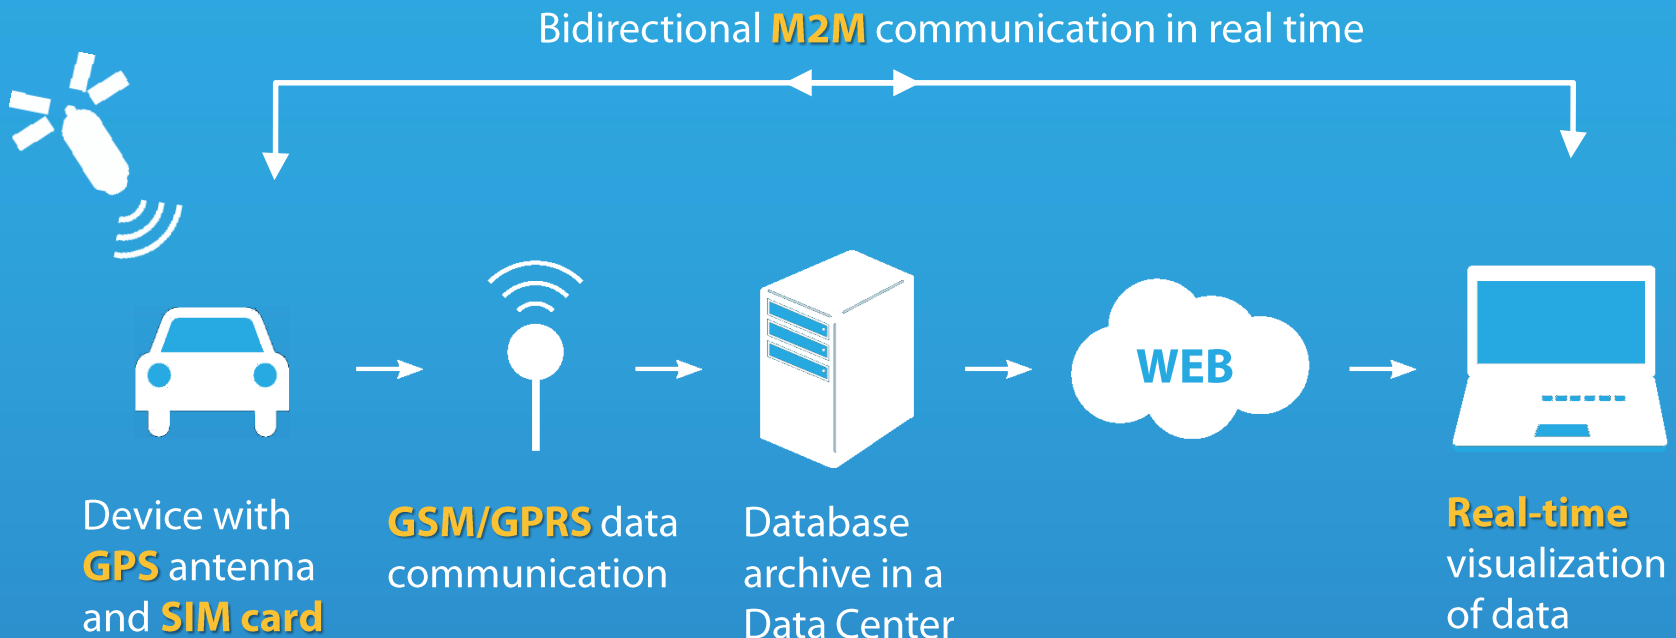 Bidirectional M2M communication in real time
WEB
Device with
GPS antenna
and SIM card
GSM/GPRS data
communication
Database
archive in a
Data Center
Real-time
visualization
of data